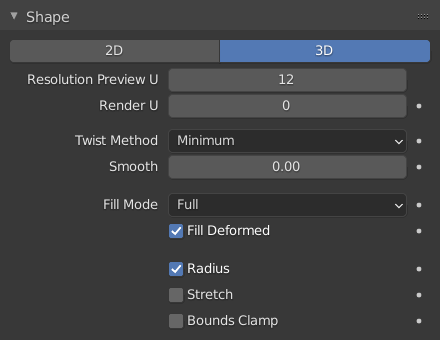 Shape
2D 3D
Resolution Preview U 12
Render U 0
Twist Method Minimum
Smooth 0.00
Fill Mode Full
Fill Deformed
Radius
Stretch
Bounds Clamp